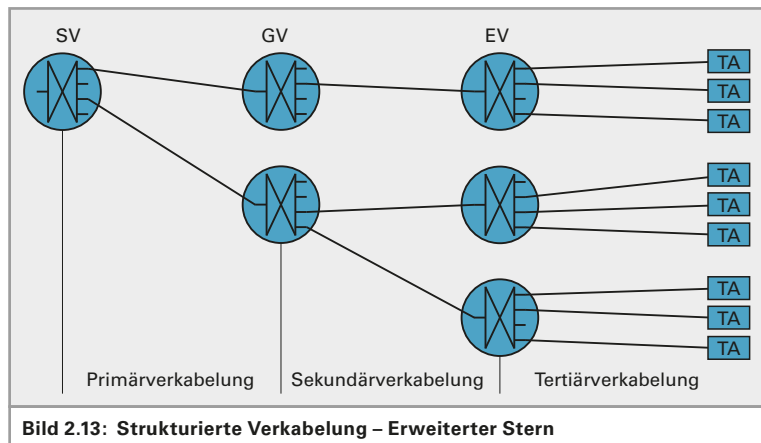 SV GV EV
TA
TA
TA
TA
TA
TA
TA
TA
TA
Primärverkabelung Sekundärverkabelung Tertiärverkabelung
Bild 2.13: Strukturierte Verkabelung – Erweiterter Stern